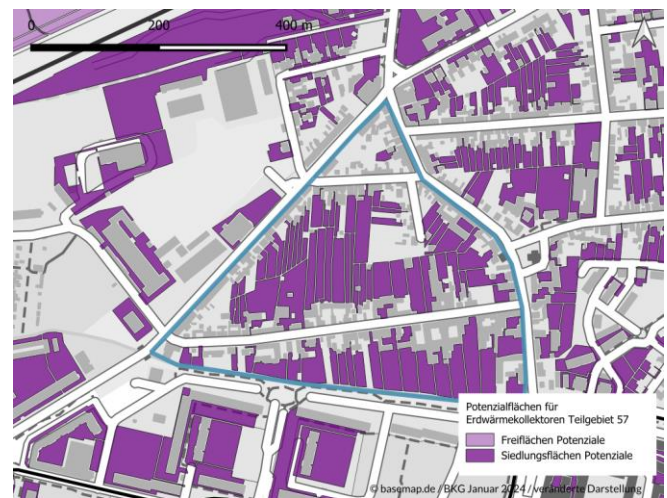 0 200 400 m
Potenzialflächen für
Erdwärmekollektoren Teilgebiet 57
Freiflächen Potenziale
Siedlungsflächen Potenziale
© basemap.de / BKG Januar 2024 / veränderte Darstellung